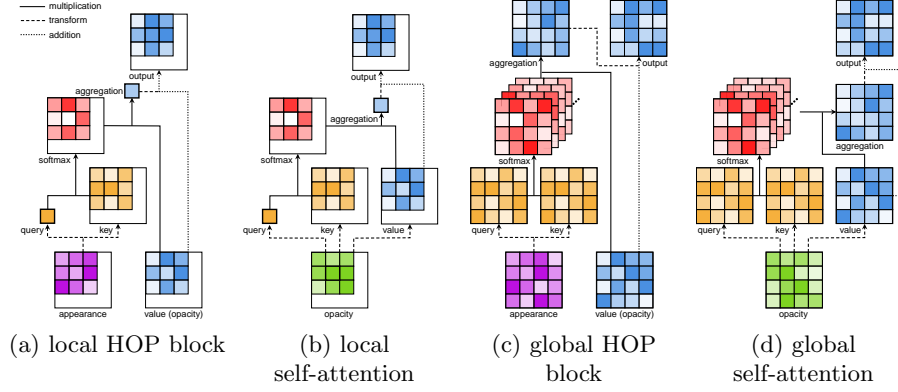 multiplication
transform
addition
output
aggregation
softmax
query
key
appearance
value (opacity)
(a) local HOP block
output
aggregation
softmax
query
key
value
opacity
(b) local
self-attention
aggregation
output
softmax
query
key
appearance
value (opacity)
(c) global HOP
block
output
aggregation
softmax
query
key
value
opacity
(d) global
self-attention